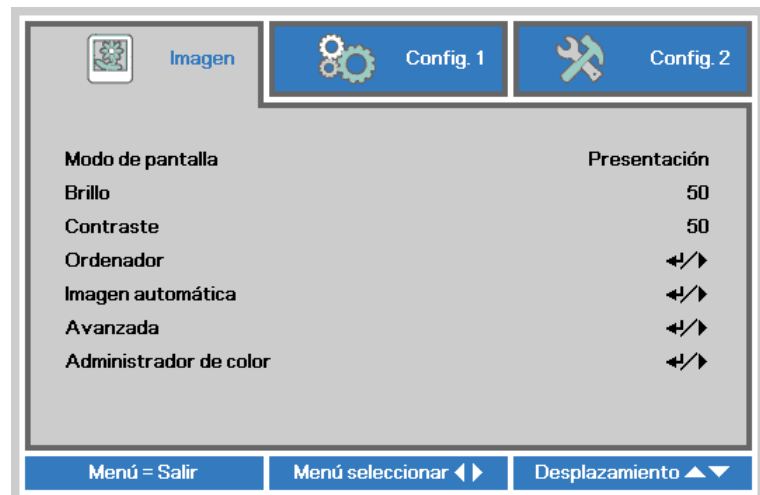 Imagen
Config. 1
Config. 2
Modo de pantalla Presentación
Brillo 50
Contraste 50
Ordenador
Imagen automática
Avanzada
Administrador de color
Menú = Salir
Menú seleccionar
Desplazamiento